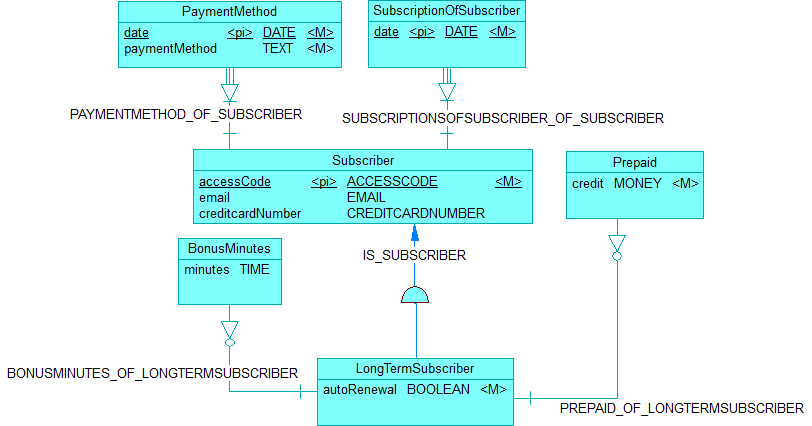 PaymentMethod
date <pi> DATE <M>
paymentMethod TEXT <M>
SubscriptionOfSubscriber
date <pi> DATE <M>
PAYMENTMETHOD_OF_SUBSCRIBER
SUBSCRIPTIONSOFSUBSCRIBER_OF_SUBSCRIBER
Subscriber
accessCode <pi> ACCESSCODE <M>
email EMAIL
creditcardNumber CREDITCARDNUMBER
Prepaid
credit MONEY <M>
IS_SUBSCRIBER
BonusMinutes
minutes TIME
BONUSMINUTES_OF_LONGTERMSUBSCRIBER
LongTermSubscriber
autoRenewal BOOLEAN <M>
PREPAID_OF_LONGTERMSUBSCRIBER